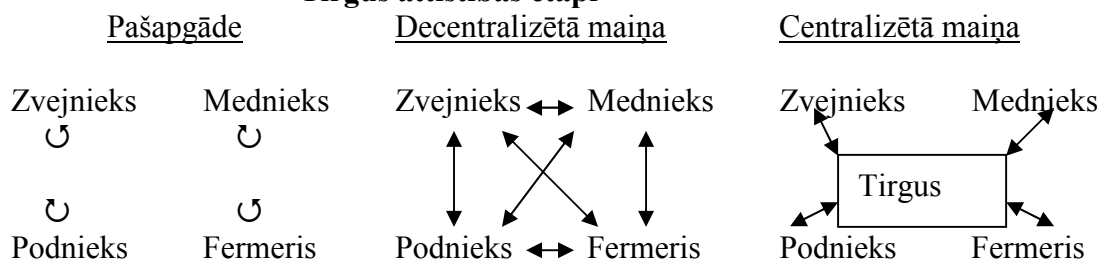 Tirgus attīstības etapi
Pašapgāde Decentralizētā maiņa Centralizētā maiņa
Zvejnieks Mednieks Zvejnieks Mednieks Zvejnieks Mednieks
Tirgus
Podnieks Fermeris Podnieks Fermeris Podnieks Fermeris